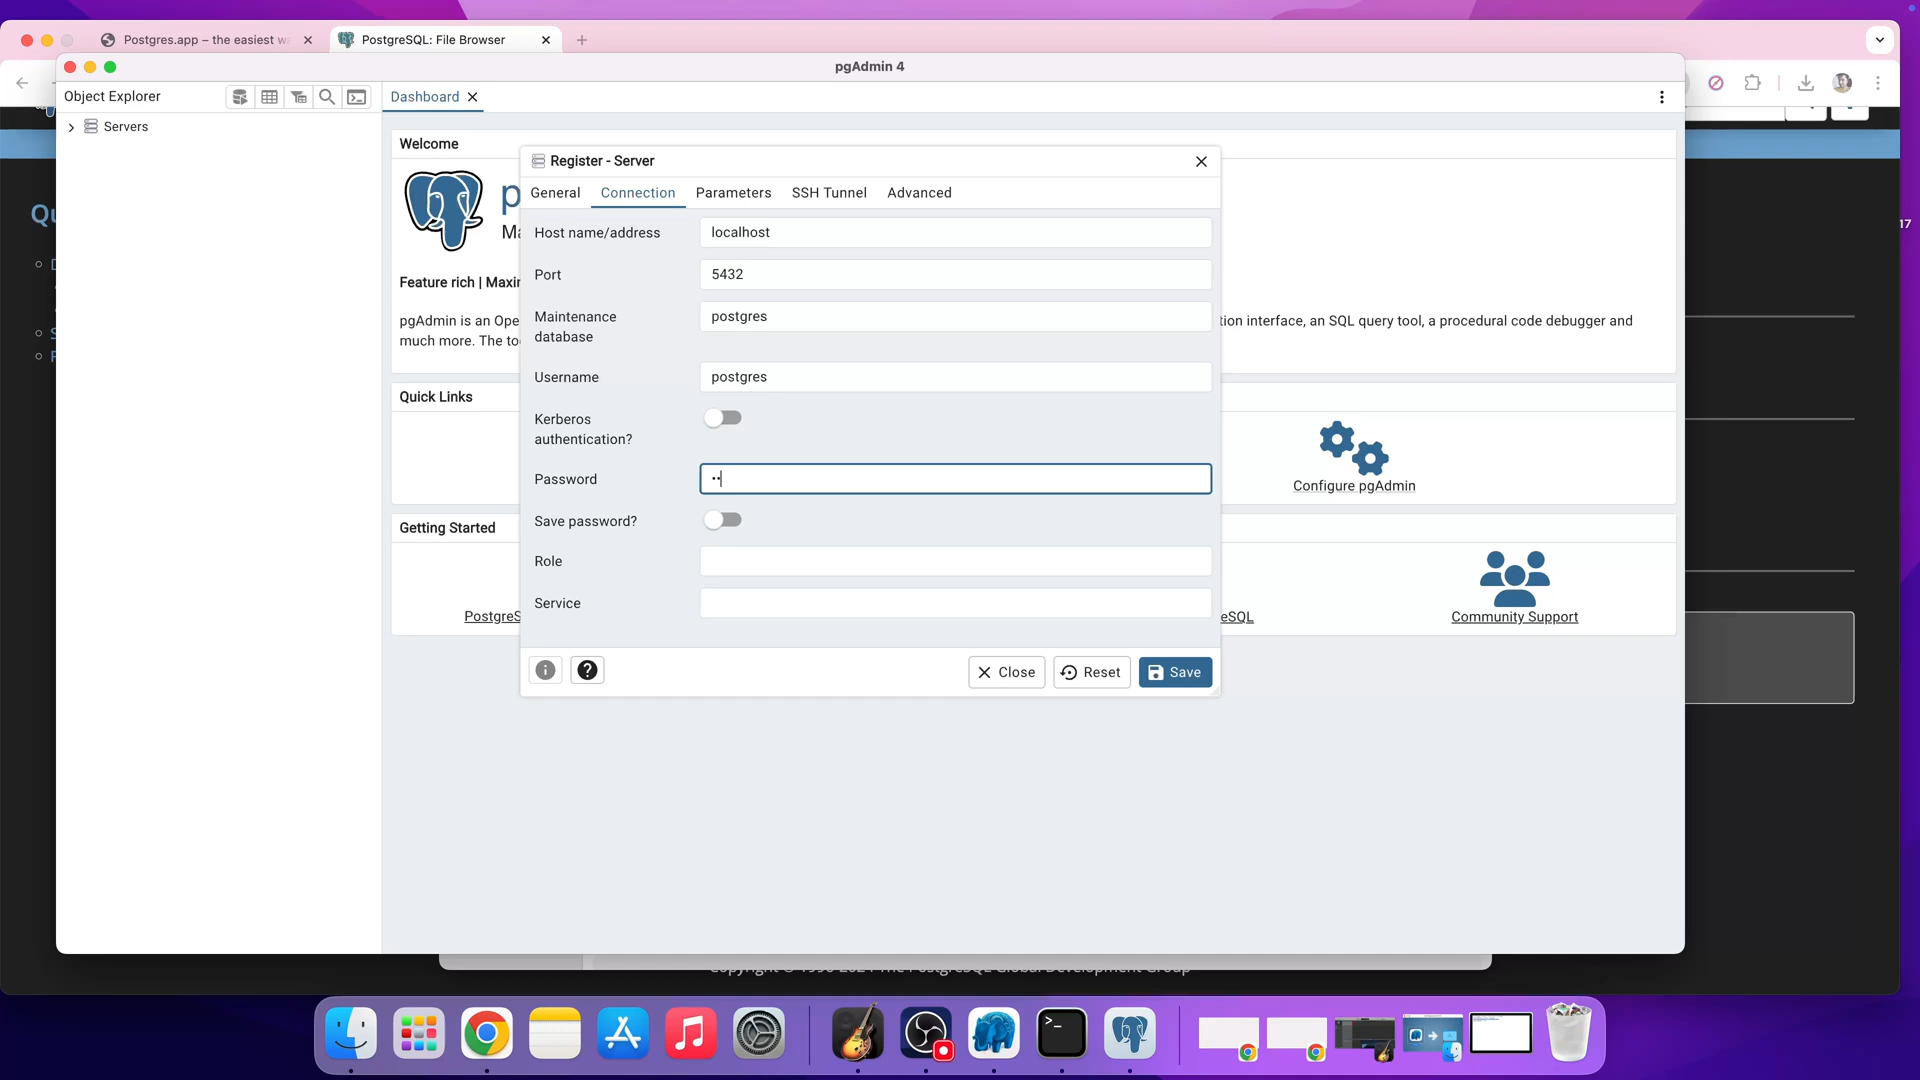 Postgres.app – the easiest w
PostgreSQL: File Browser
pgAdmin 4
Object Explorer
Dashboard
Servers
Welcome
Register - Server
General
Connection
Parameters
SSH Tunnel
Advanced
Host name/address
localhost
Port
5432
Maintenance
database
postgres
Username
postgres
Kerberos
authentication?
Password
Save password?
Role
Service
Close
Reset
Save
Feature rich | Maxi
pgAdmin is an Ope
tion interface, an SQL query tool, a procedural code debugger and
much more. The to
Quick Links
Configure pgAdmin
Getting Started
PostgreS
eSQL
Community Support
17
Qu